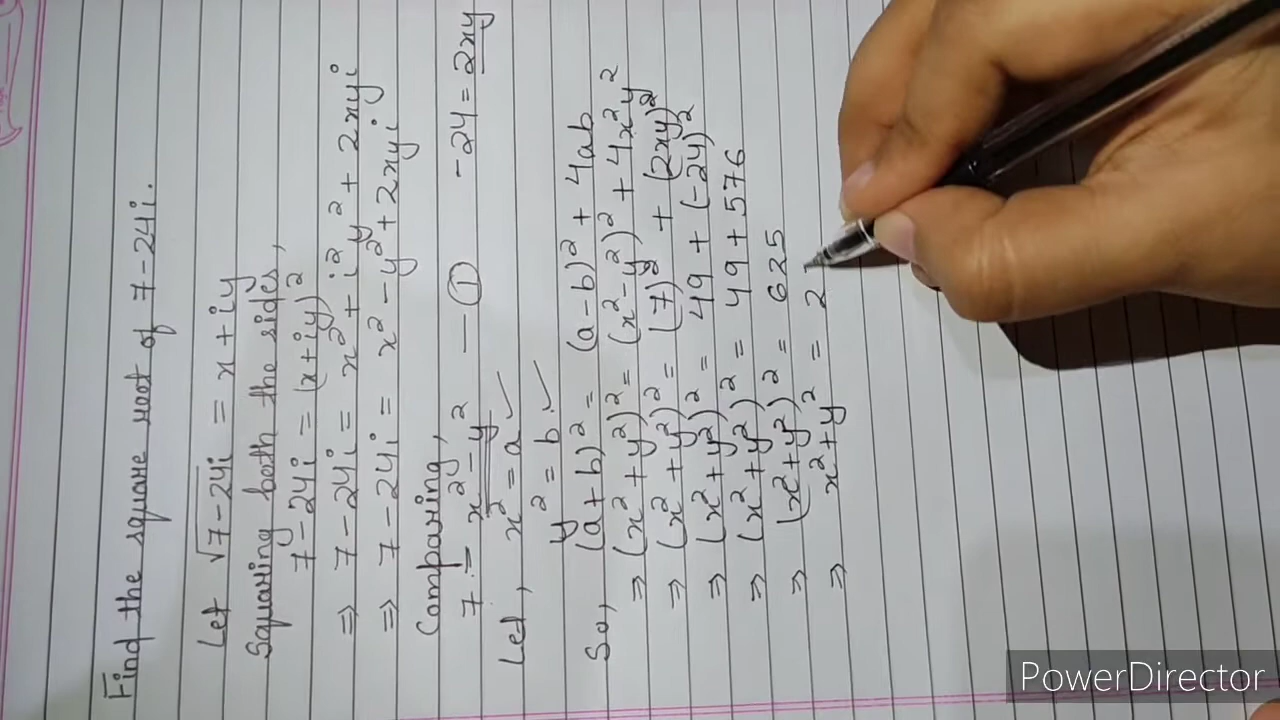 Find the square root of 7-24i.
Let √7-24i = x+iy
Squaring both the sides,
7-24i = (x+iy)²
⇒ 7-24i = x² + i²y² + 2xyi
⇒ 7-24i = x² - y² + 2xyi
Comparing,
7 = x² - y² — ① -24 = 2xy
Let, x² = a ✓
y² = b ✓
So, (a+b)² = (a-b)² + 4ab
⇒ (x²+y²)² = (x²-y²)² + 4x²y²
⇒ (x²+y²)² = (7)² + (2xy)²
⇒ (x²+y²)² = 49 + (-24)²
⇒ (x²+y²)² = 49 + 576
⇒ (x²+y²)² = 625
⇒ x²+y² = 2
PowerDirector